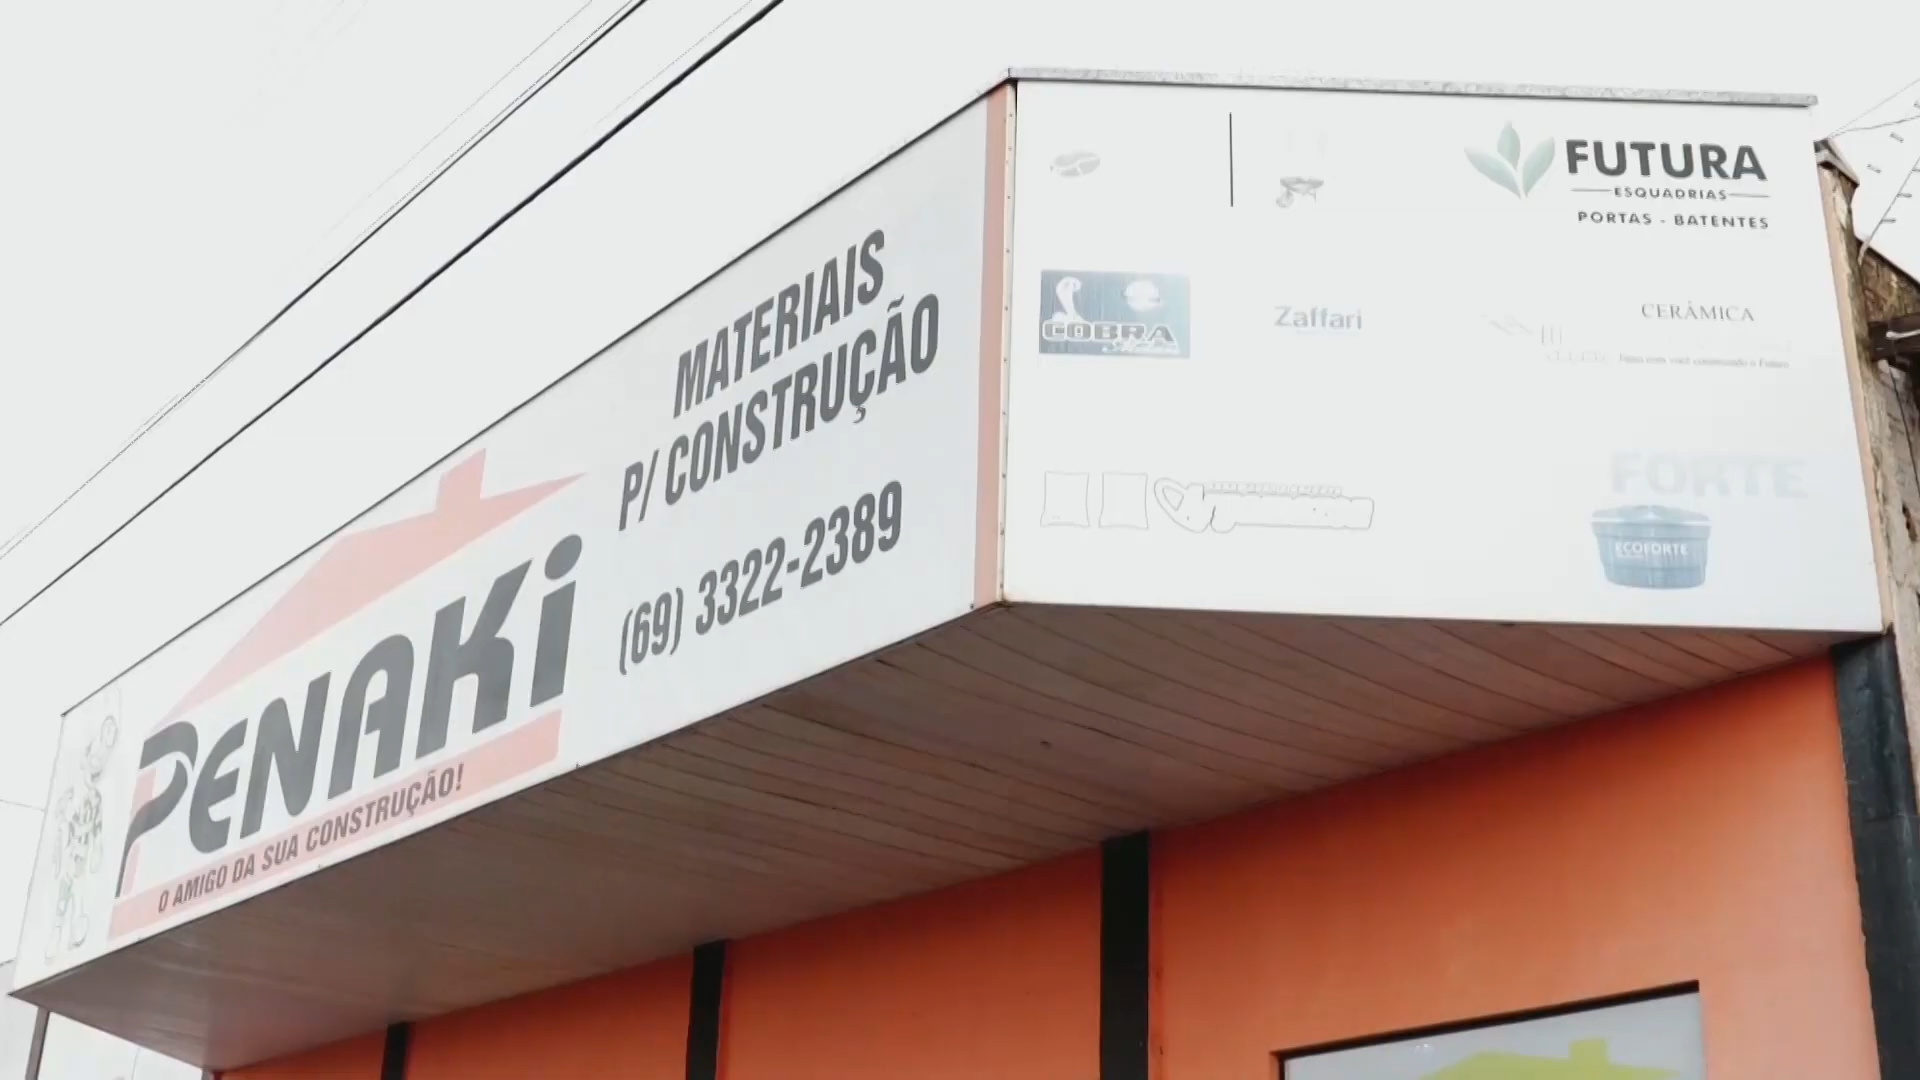 MATERIAIS
P/ CONSTRUÇÃO
(69) 3322-2389
PENAKi
O AMIGO DA SUA CONSTRUÇÃO!
FUTURA
ESQUADRIAS
PORTAS - BATENTES
COBRA
Zaffari
CERÂMICA
FORTE
ECOFORTE